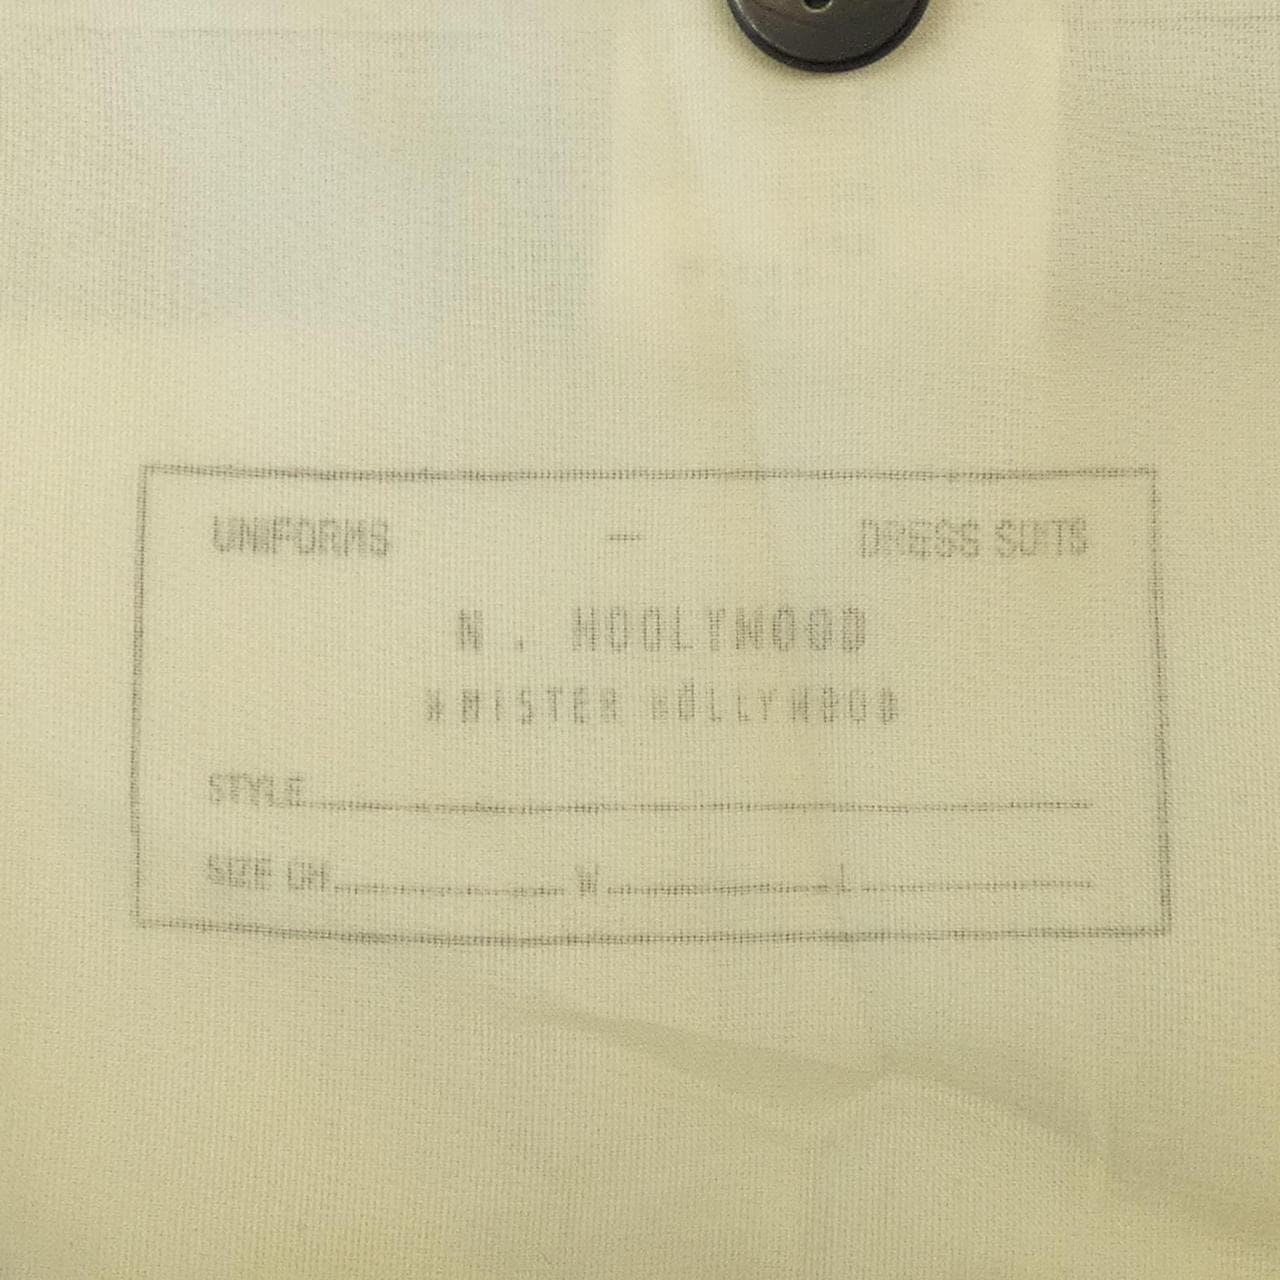 UNIFORMS — DRESS SUITS
N . HOOLYWOOD
×MISTER HOLLYWOOD
STYLE
SIZE CH W L